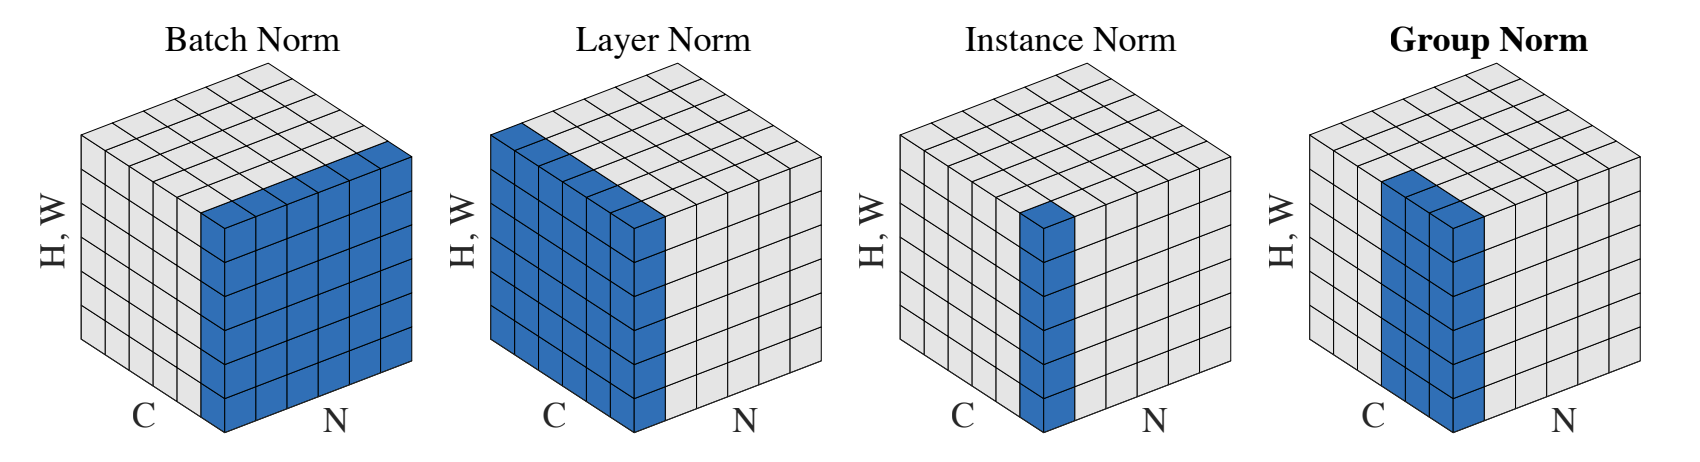 Batch Norm
Layer Norm
Instance Norm
Group Norm
H, W
C
N
H, W
C
N
H, W
C
N
H, W
C
N